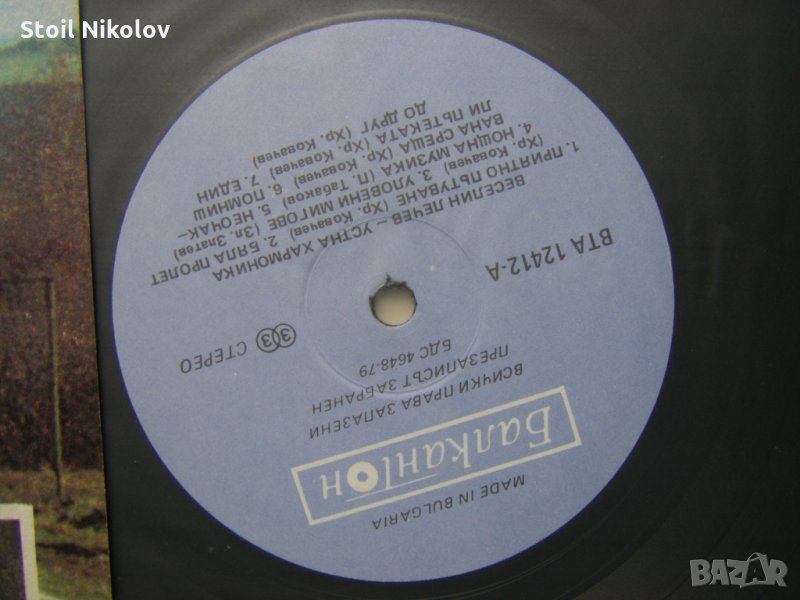 Stoil Nikolov
MADE IN BULGARIA
Балкантон
ВСИЧКИ ПРАВА ЗАПАЗЕНИ
ПРЕЗАПИСЪТ ЗАБРАНЕН
БДС 4648-79
33 СТЕРЕО
ВТА 12412-А
ВЕСЕЛИН ПЕЧЕВ – УСТНА ХАРМОНИКА
1. ПРИЯТНО ПЪТУВАНЕ (Хр. Ковачев) 2. БЯЛА ПРОЛЕТ
(Хр. Ковачев) 3. УЛОВЕНИ МИГОВЕ (Зл. Златев)
4. НОЩНА МУЗИКА (П. Табаков) 5. НЕОЧАК–
ВАНА СРЕЩА (Хр. Ковачев) 6. ПОМНИШ
ЛИ ПЪТЕКАТА (Хр. Ковачев) 7. ЕДИН
ДО ДРУГ (Хр. Ковачев)
BAZAR